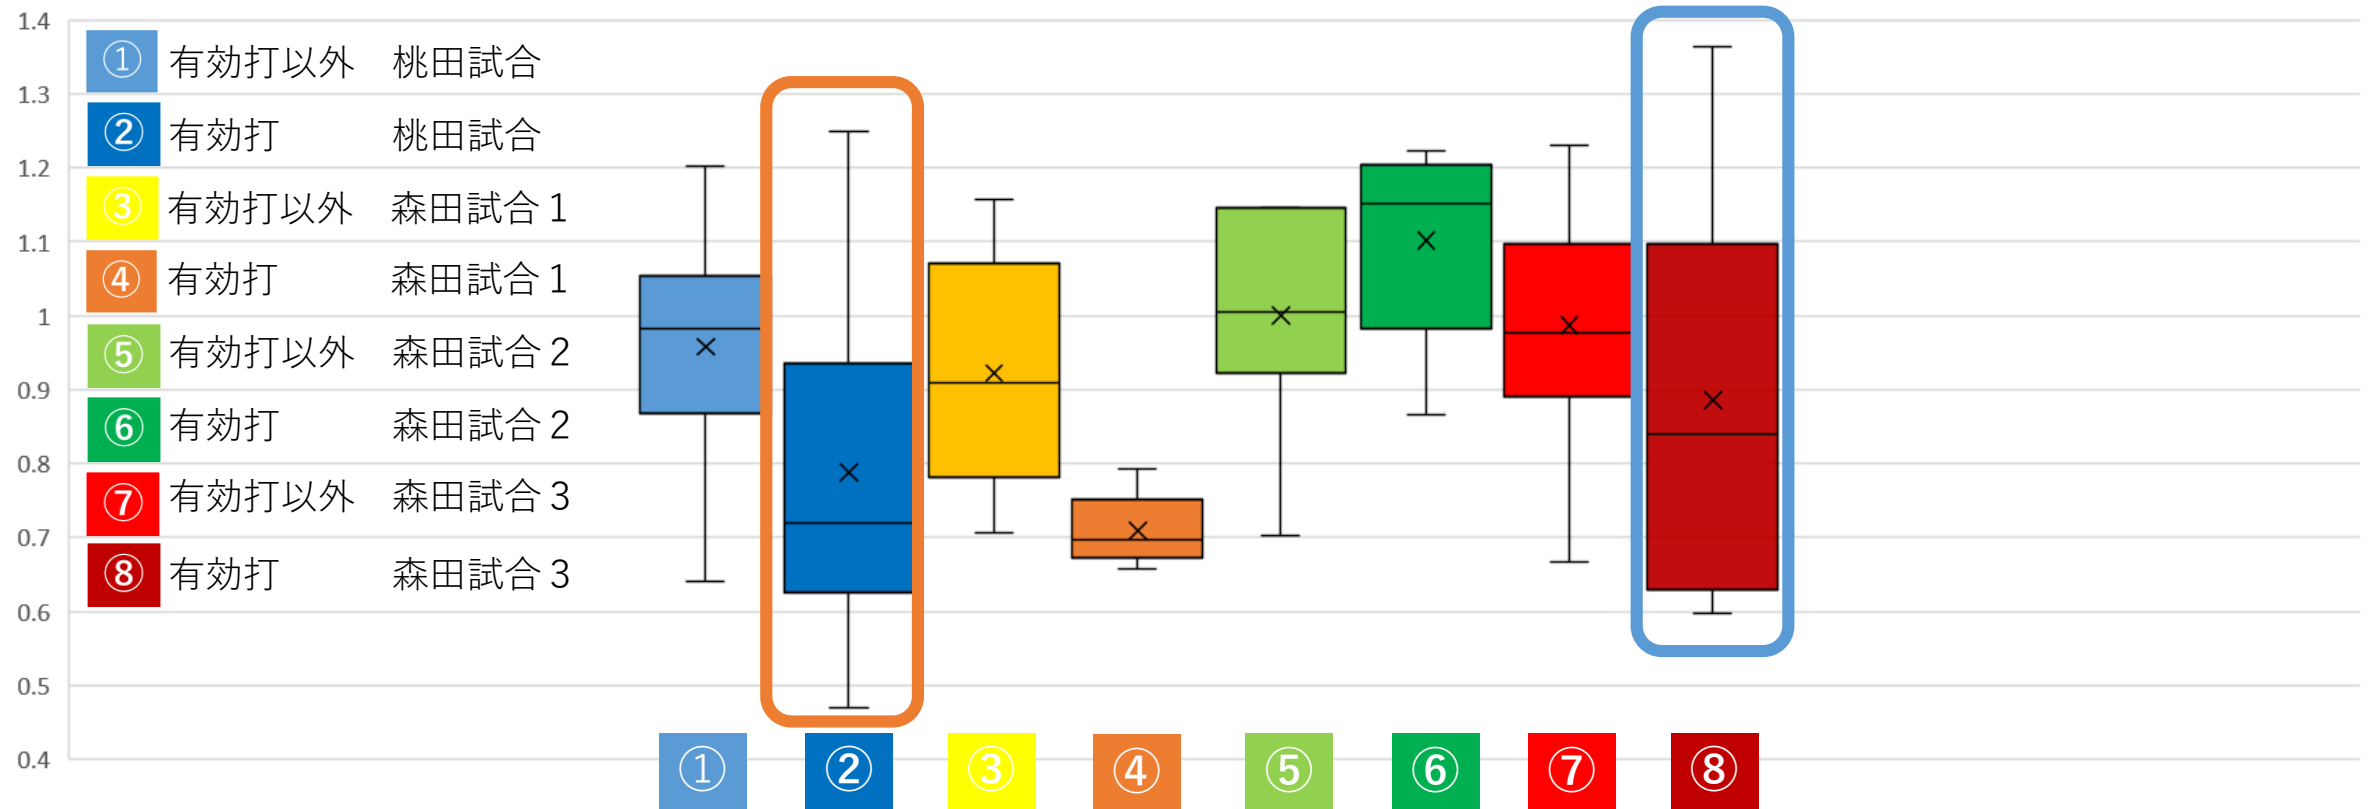 1.4
① 有効打以外 桃田試合
1.3
② 有効打 桃田試合
1.2
③ 有効打以外 森田試合１
1.1
④ 有効打 森田試合１
1
⑤ 有効打以外 森田試合２
0.9
⑥ 有効打 森田試合２
0.8
⑦ 有効打以外 森田試合３
0.7
⑧ 有効打 森田試合３
0.6
0.5
0.4
① ② ③ ④ ⑤ ⑥ ⑦ ⑧